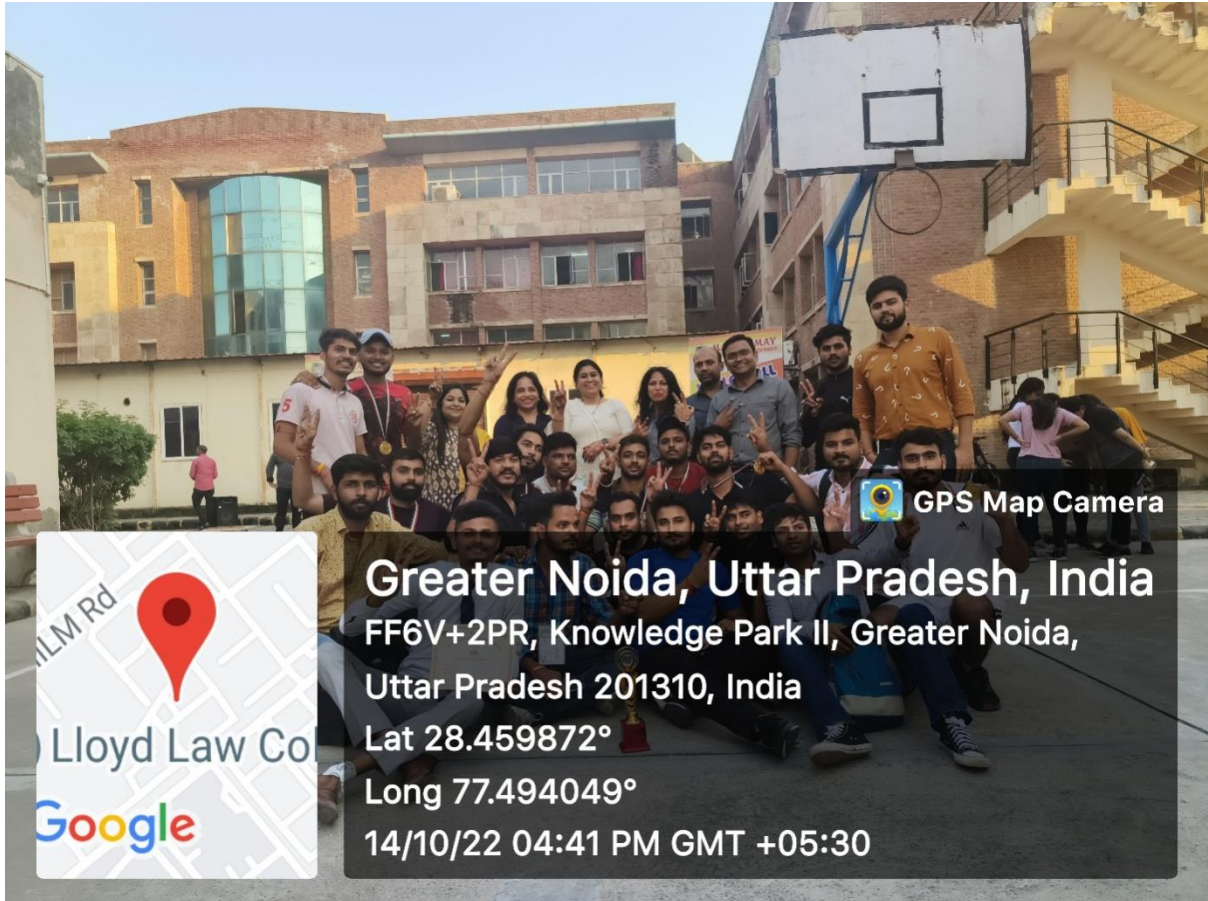 MAY
GPS Map Camera
Greater Noida, Uttar Pradesh, India
FF6V+2PR, Knowledge Park II, Greater Noida,
Uttar Pradesh 201310, India
Lat 28.459872°
Long 77.494049°
14/10/22 04:41 PM GMT +05:30
Lloyd Law Col
Google
5